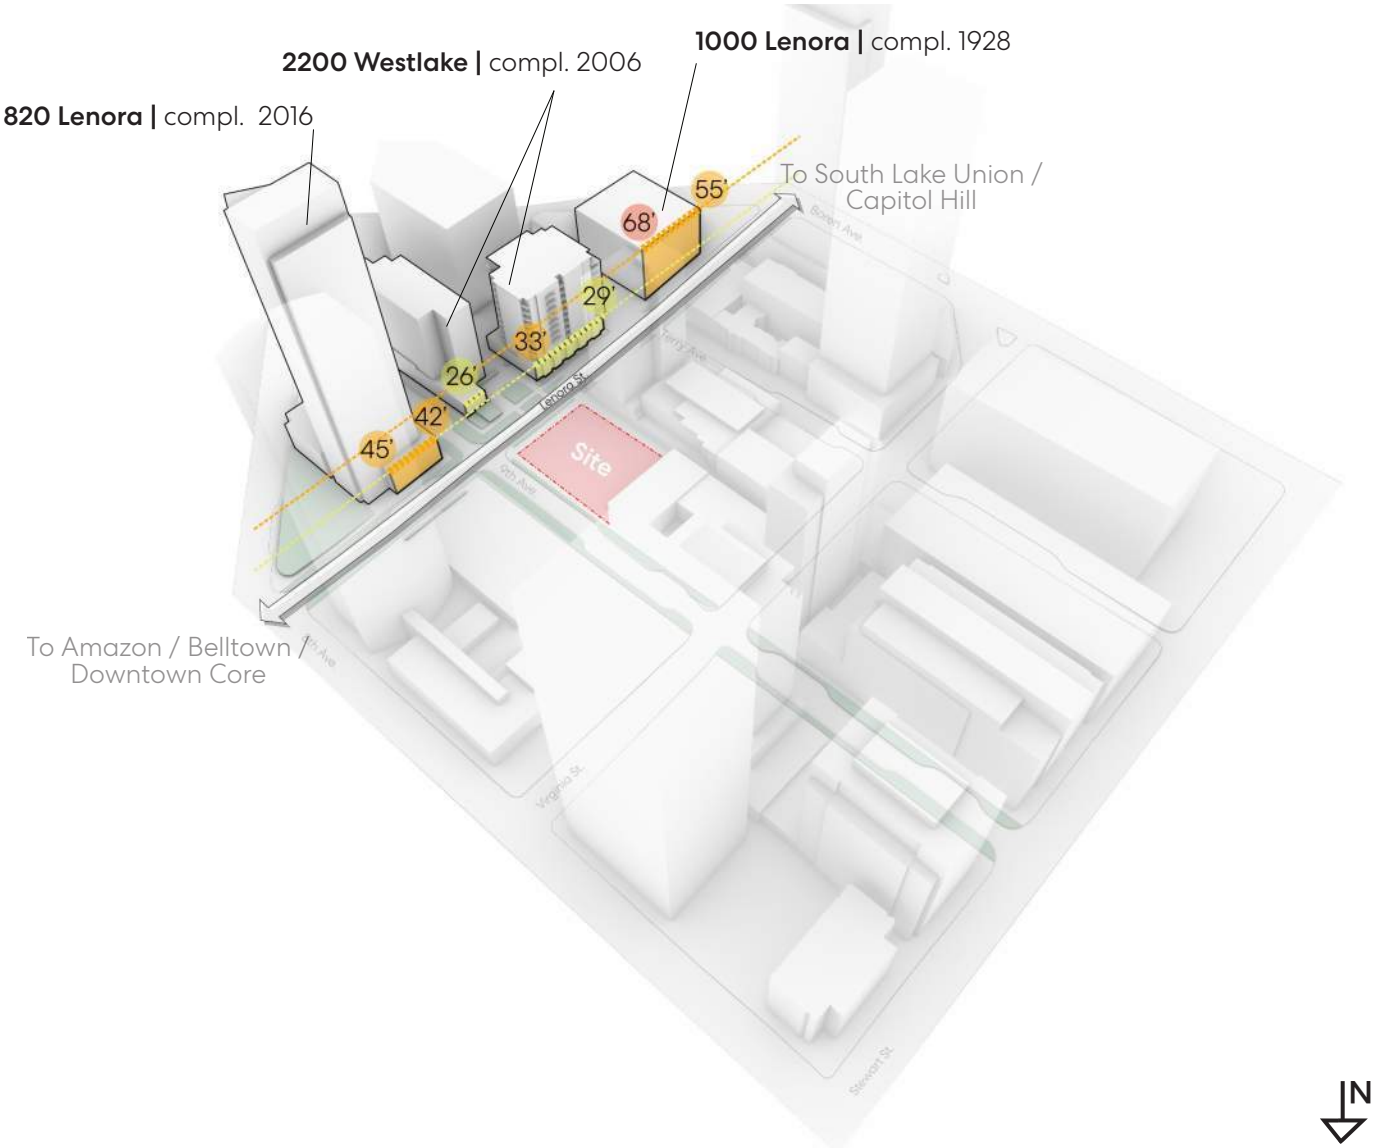 1000 Lenora | compl. 1928
2200 Westlake | compl. 2006
820 Lenora | compl. 2016
To South Lake Union /
Capitol Hill
55'
68'
Boren Ave.
29'
33'
Terry Ave.
26'
Lenora St.
42'
45'
Site
9th Ave.
To Amazon / Belltown /
Downtown Core
8th Ave.
Virginia St.
Stewart St.
N